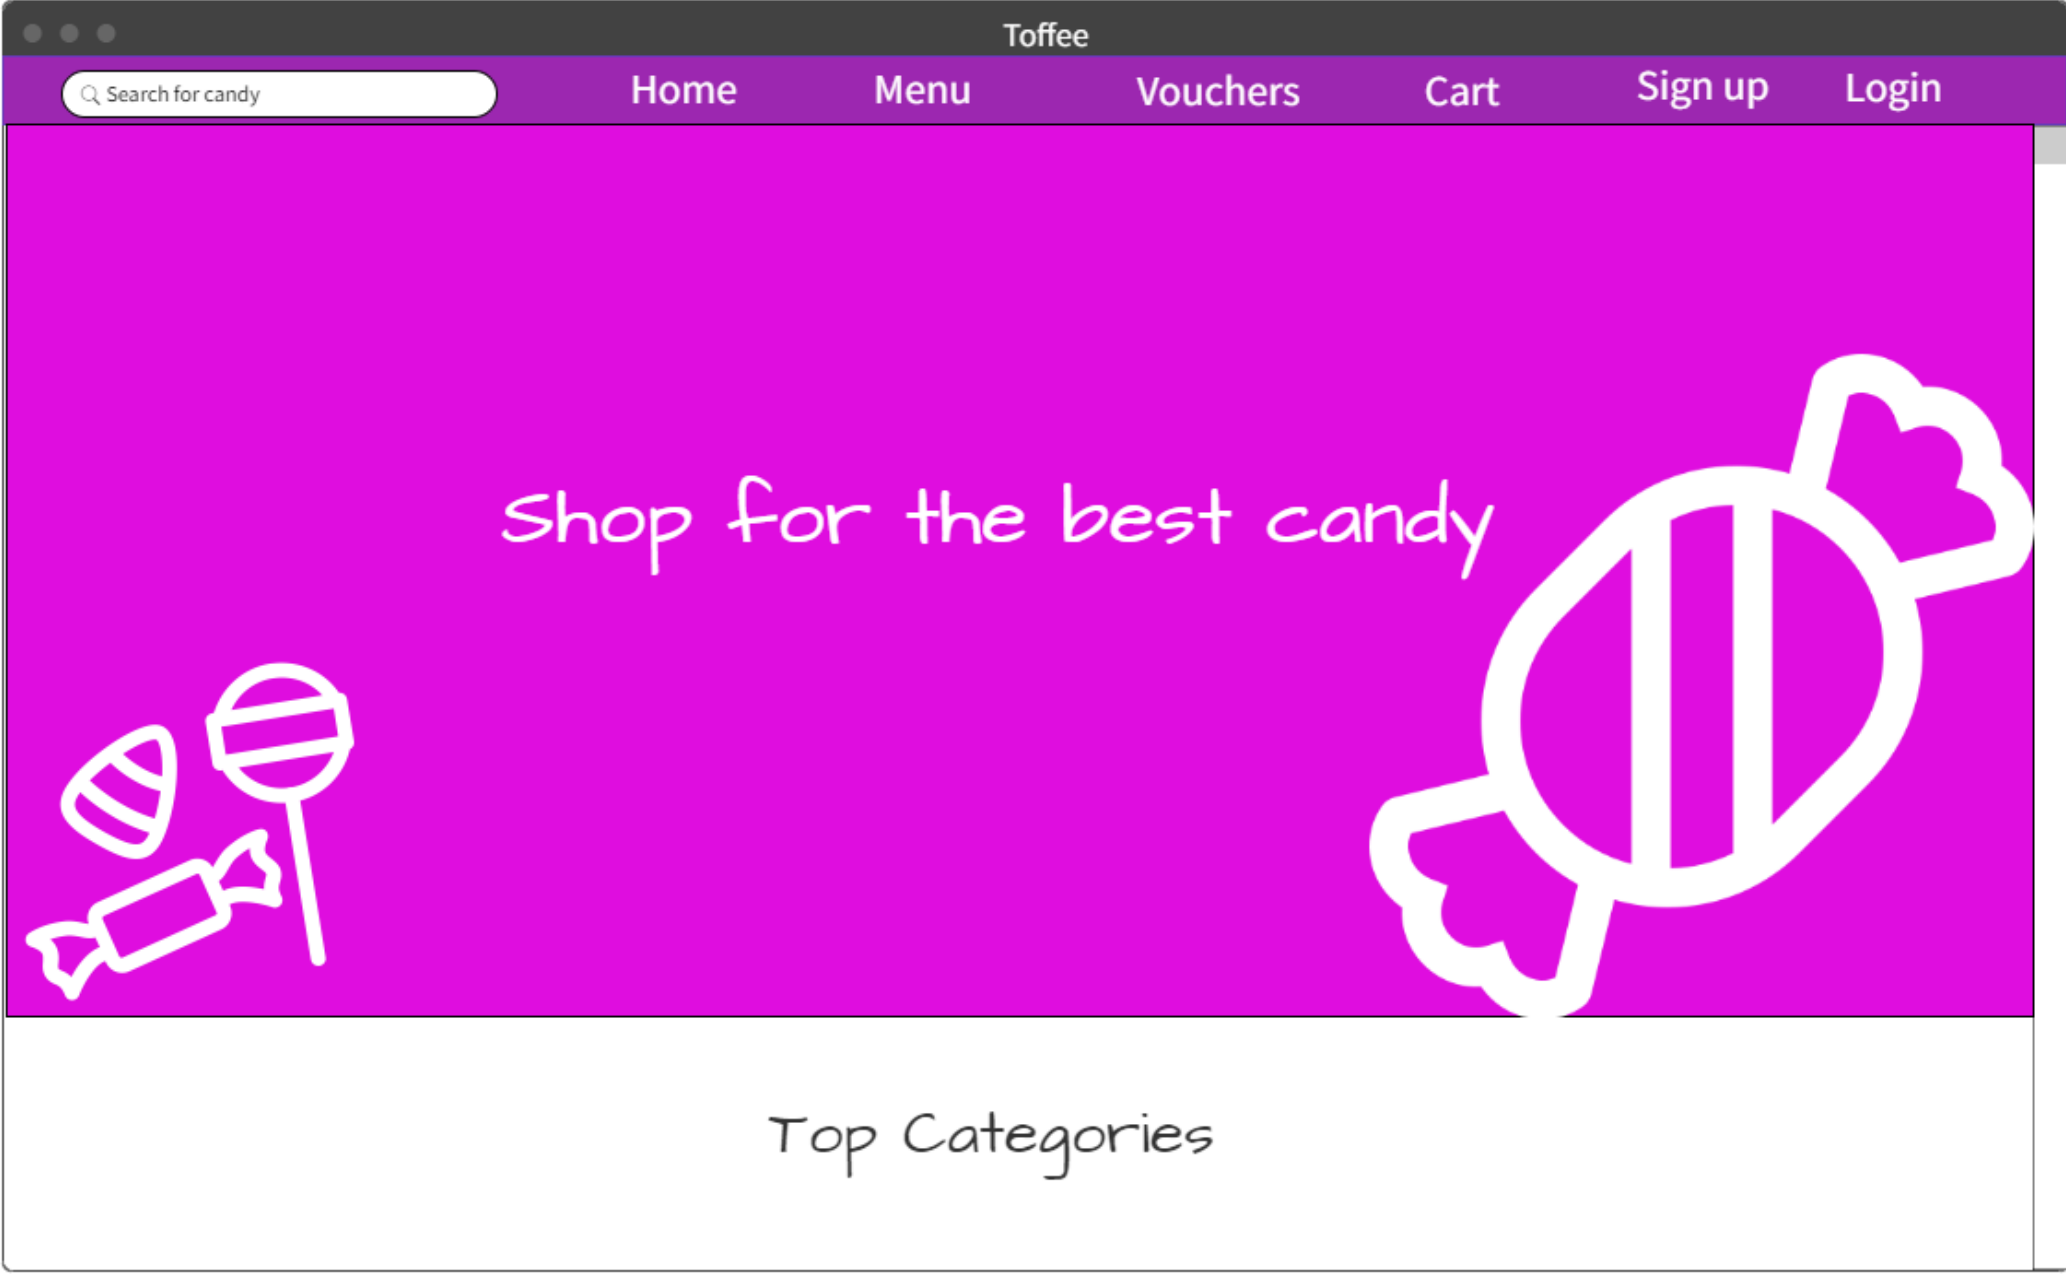 Toffee
Search for candy
Home Menu Vouchers Cart Sign up Login
Shop for the best candy
Top Categories